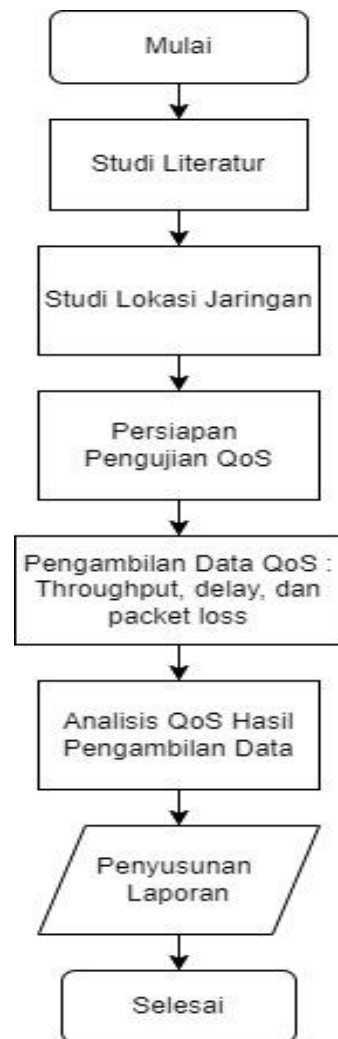 Mulai
Studi Literatur
Studi Lokasi Jaringan
Persiapan
Pengujian QoS
Pengambilan Data QoS :
Throughput, delay, dan
packet loss
Analisis QoS Hasil
Pengambilan Data
Penyusunan
Laporan
Selesai